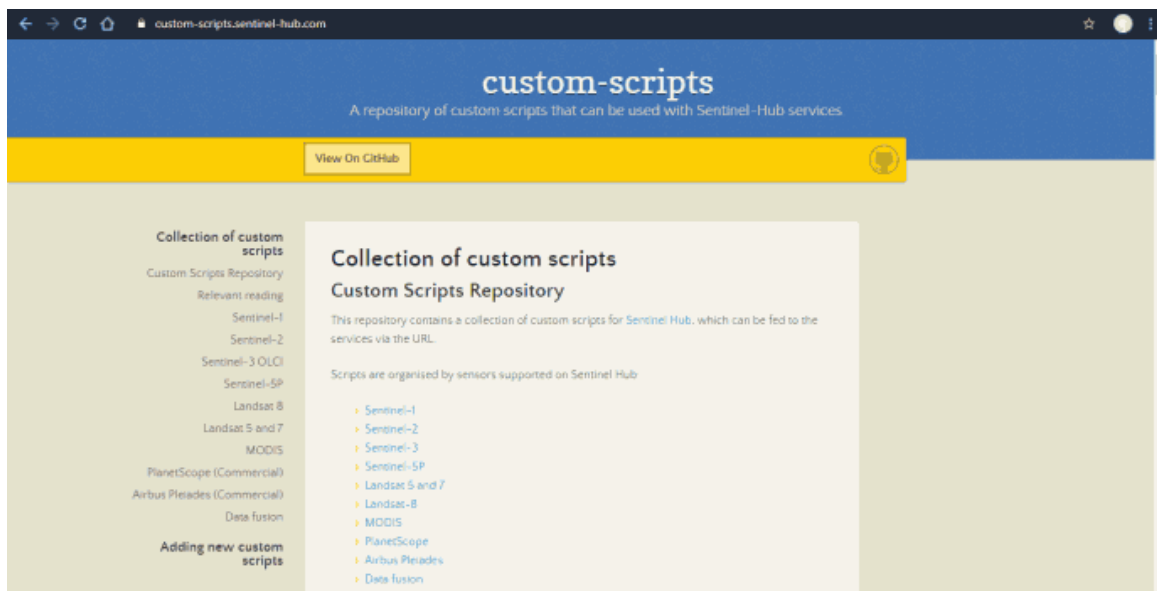 custom-scripts.sentinel-hub.com
custom-scripts
A repository of custom scripts that can be used with Sentinel-Hub services
View On GitHub
Collection of custom
scripts
Custom Scripts Repository
Relevant reading
Sentinel-1
Sentinel-2
Sentinel-3 OLCI
Sentinel-5P
Landsat 8
Landsat 5 and 7
MODIS
PlanetScope (Commercial)
Airbus Pleiades (Commercial)
Data fusion
Adding new custom
scripts
Collection of custom scripts
Custom Scripts Repository
This repository contains a collection of custom scripts for Sentinel Hub, which can be fed to the
services via the URL.
Scripts are organised by sensors supported on Sentinel Hub
Sentinel-1
Sentinel-2
Sentinel-3
Sentinel-5P
Landsat 5 and 7
Landsat-8
MODIS
PlanetScope
Airbus Pleiades
Data fusion